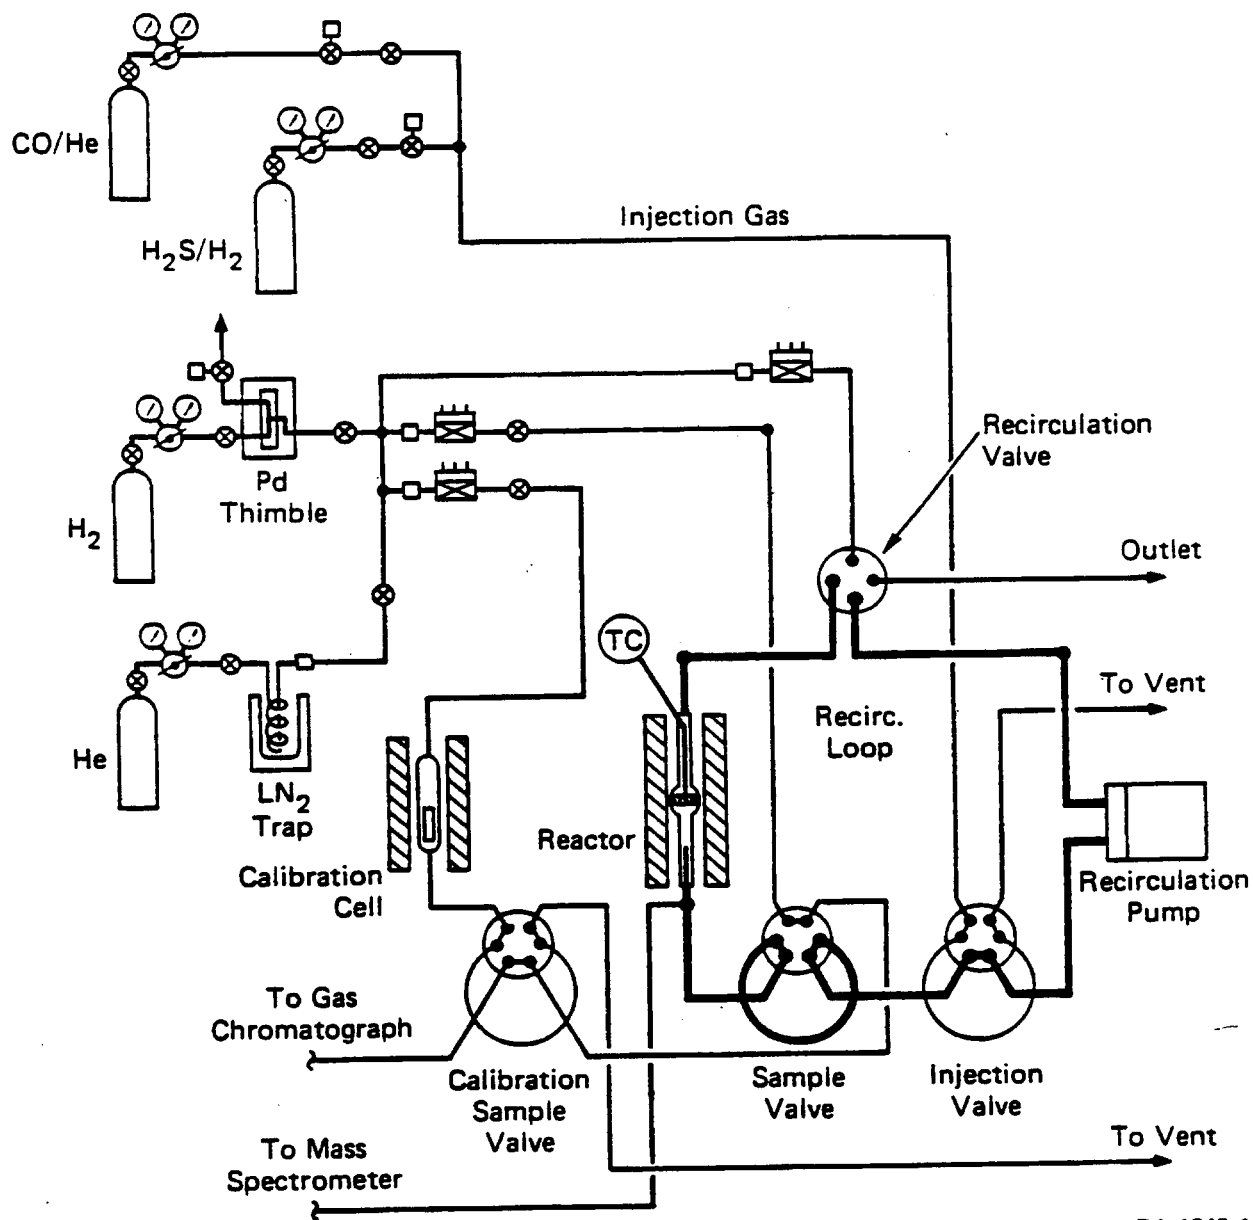 CO/He
H2S/H2
Injection Gas
Recirculation
Valve
Pd
Thimble
H2
Outlet
TC
To Vent
Recirc.
Loop
He
LN2
Trap
Reactor
Calibration
Cell
Recirculation
Pump
To Gas
Chromatograph
Calibration
Sample
Valve
Sample
Valve
Injection
Valve
To Vent
To Mass
Spectrometer